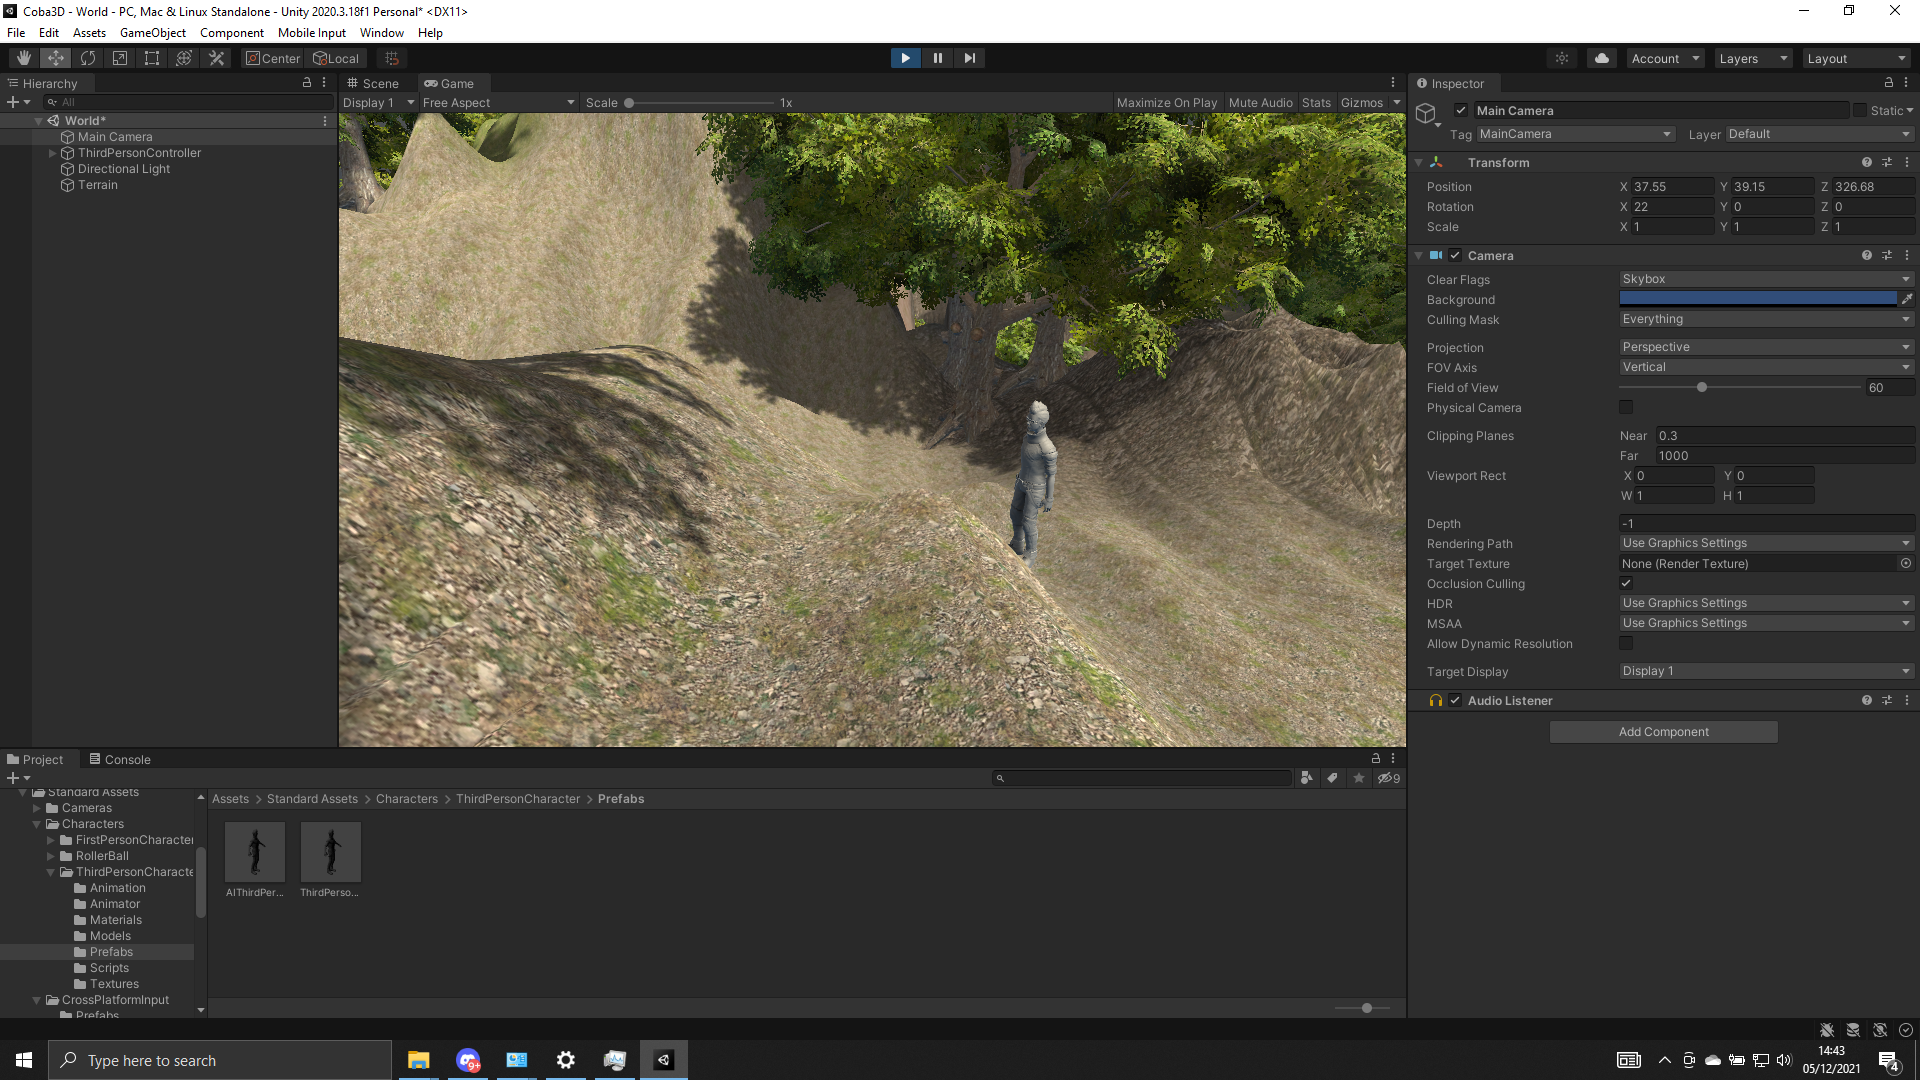 Coba3D - World - PC, Mac & Linux Standalone - Unity 2020.3.18f1 Personal* <DX11>
File Edit Assets GameObject Component Mobile Input Window Help
Center Local
Account Layers Layout
Hierarchy
All
World*
Main Camera
ThirdPersonController
Directional Light
Terrain
Scene Game
Display 1 Free Aspect Scale 1x Maximize On Play Mute Audio Stats Gizmos
Inspector
Main Camera Static
Tag MainCamera Layer Default
Transform
Position X 37.55 Y 39.15 Z 326.68
Rotation X 22 Y 0 Z 0
Scale X 1 Y 1 Z 1
Camera
Clear Flags Skybox
Background
Culling Mask Everything
Projection Perspective
FOV Axis Vertical
Field of View 60
Physical Camera
Clipping Planes Near 0.3
Far 1000
Viewport Rect X 0 Y 0
W 1 H 1
Depth -1
Rendering Path Use Graphics Settings
Target Texture None (Render Texture)
Occlusion Culling
HDR Use Graphics Settings
MSAA Use Graphics Settings
Allow Dynamic Resolution
Target Display Display 1
Audio Listener
Add Component
Project Console
9
Standard Assets
Cameras
Characters
FirstPersonCharacter
RollerBall
ThirdPersonCharacte
Animation
Animator
Materials
Models
Prefabs
Scripts
Textures
CrossPlatformInput
Prefabs
Assets > Standard Assets > Characters > ThirdPersonCharacter > Prefabs
AIThirdPer... ThirdPerso...
Type here to search
9+
14:43
05/12/2021
4